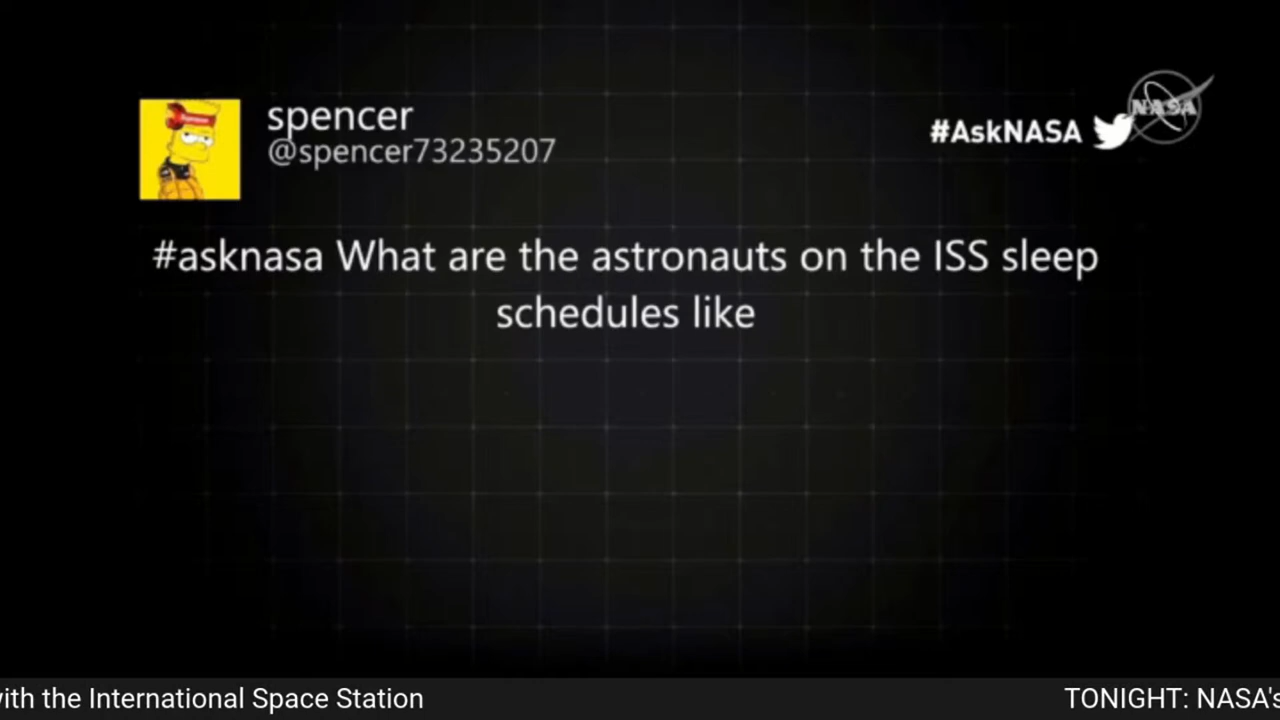 spencer
@spencer73235207
#AskNASA
NASA
#asknasa What are the astronauts on the ISS sleep
schedules like
with the International Space Station
TONIGHT: NASA's